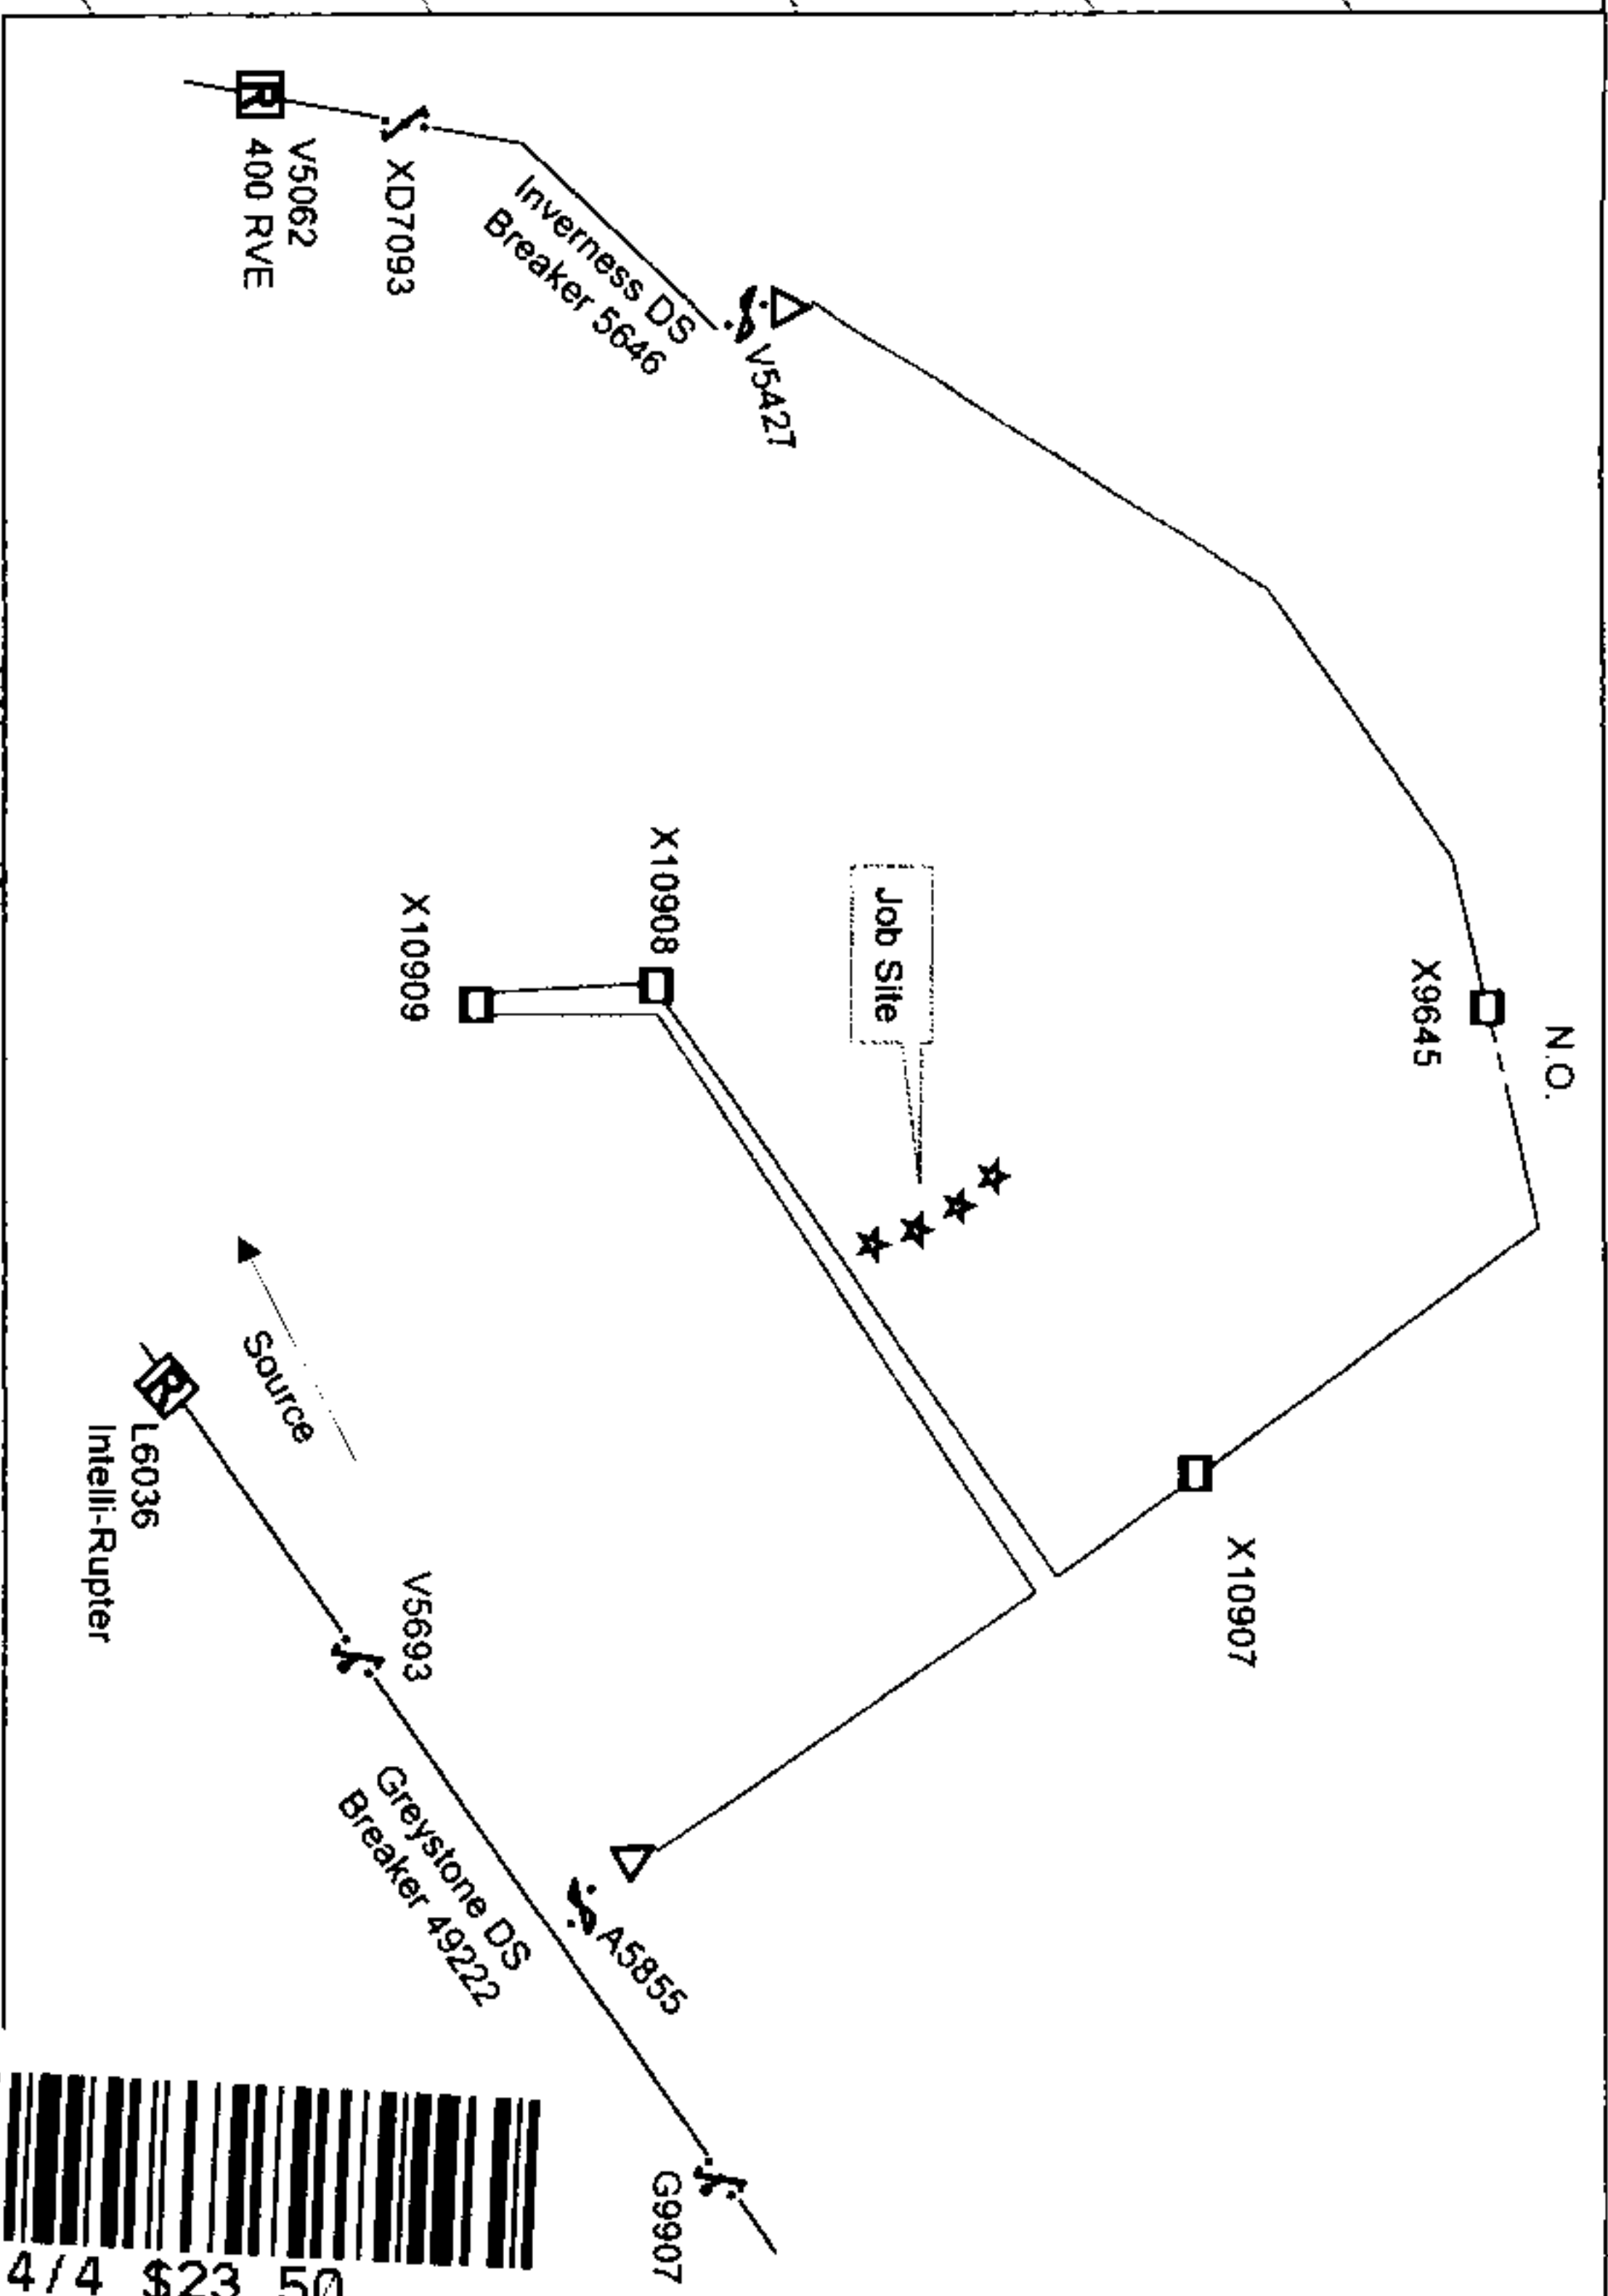 N.O.
X9645
X10907
Job Site
V5427
Inverness DS
Breaker 5646
XD7093
V5062
400 RVE
X10908
X10909
Source
L6036
Intelli-Rupter
V5693
Greystone DS
Breaker 49222
A5855
G9907
4/4 $23.50